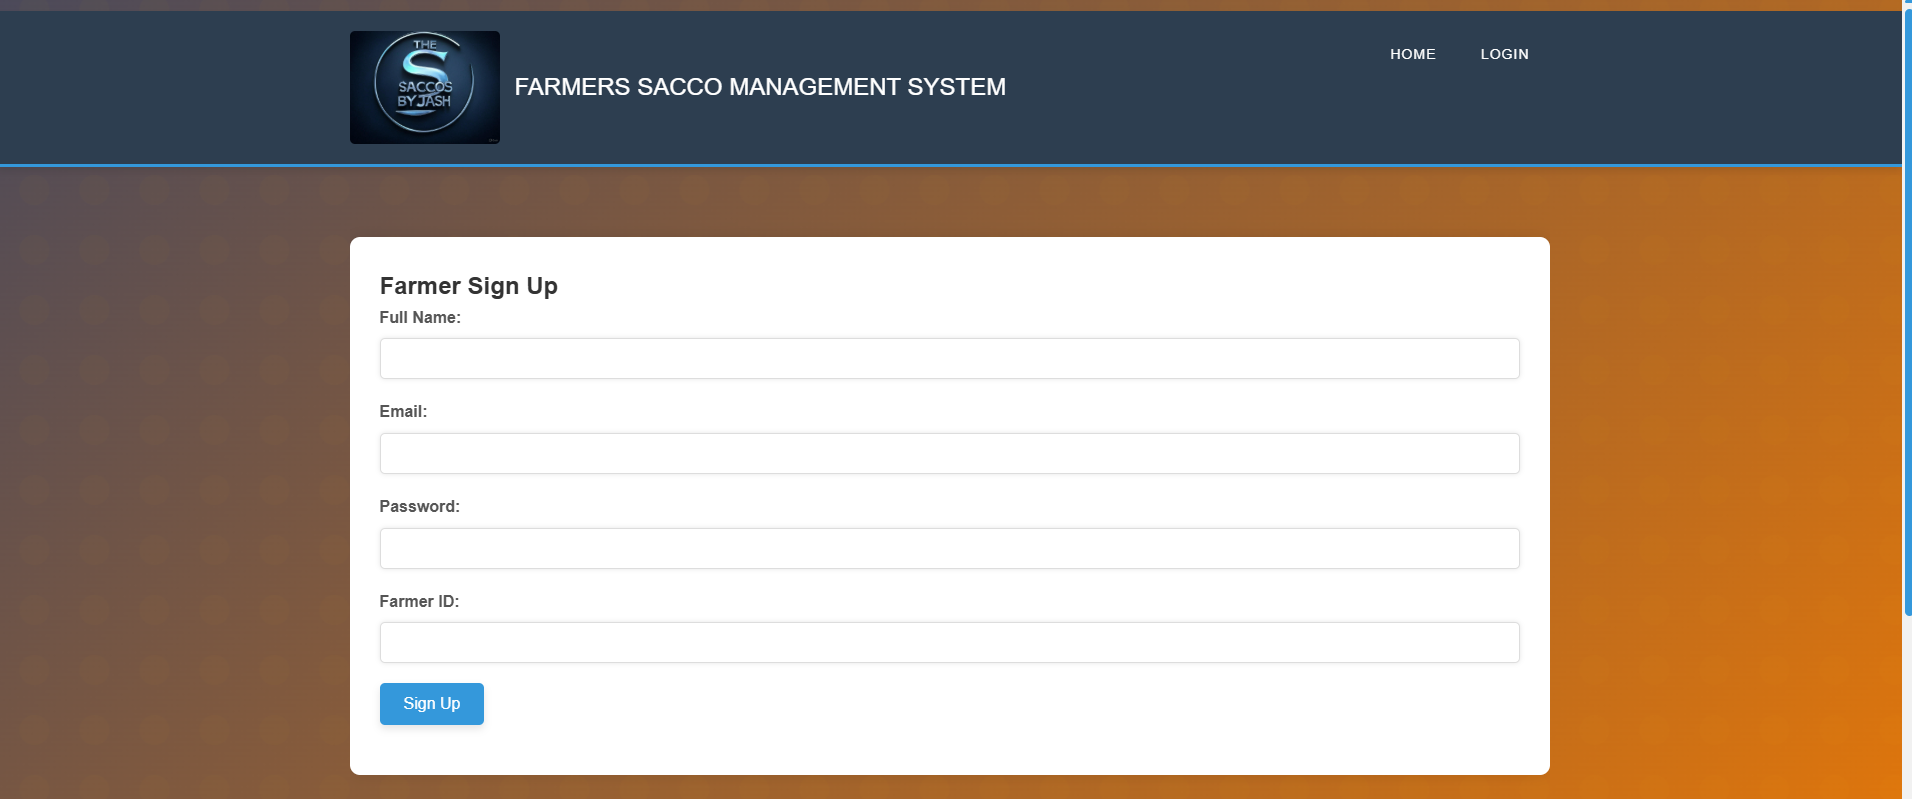 THE
S
SACCOS
BY JASH
FARMERS SACCO MANAGEMENT SYSTEM
HOME
LOGIN
Farmer Sign Up
Full Name:
Email:
Password:
Farmer ID:
Sign Up